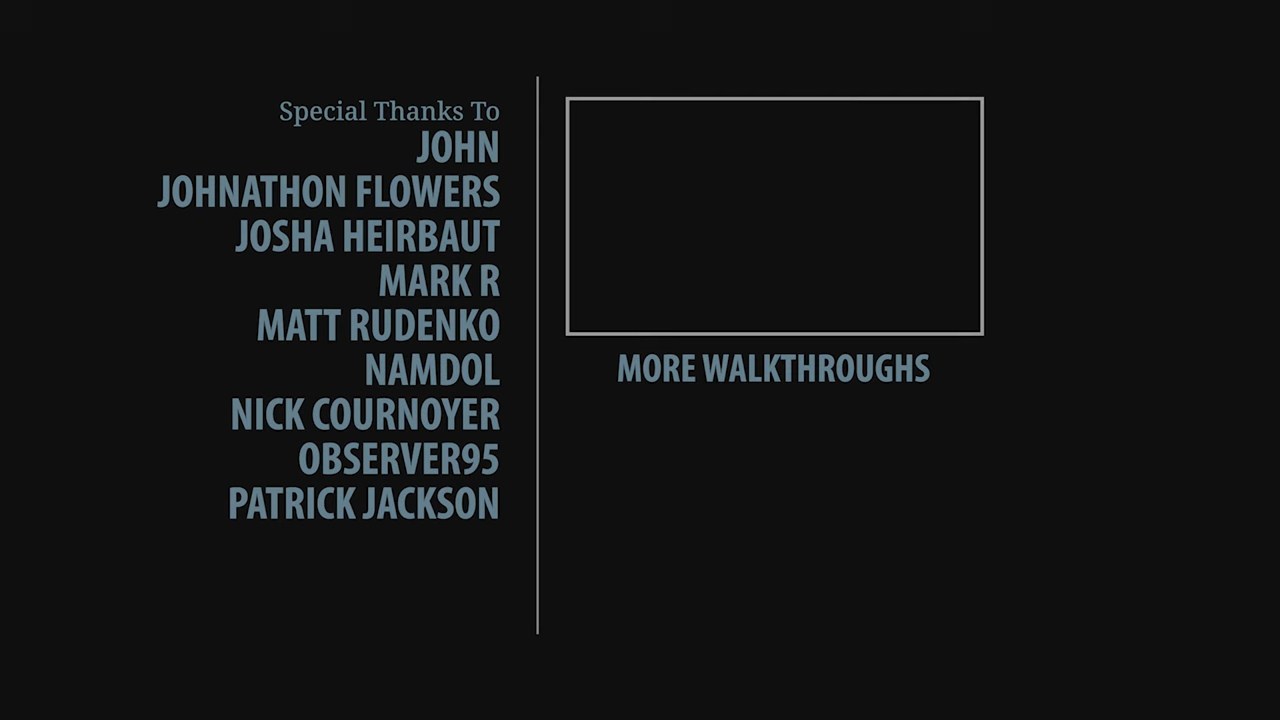 Special Thanks To
JOHN
JOHNATHON FLOWERS
JOSHA HEIRBAUT
MARK R
MATT RUDENKO
NAMDOL
NICK COURNOYER
OBSERVER95
PATRICK JACKSON
MORE WALKTHROUGHS